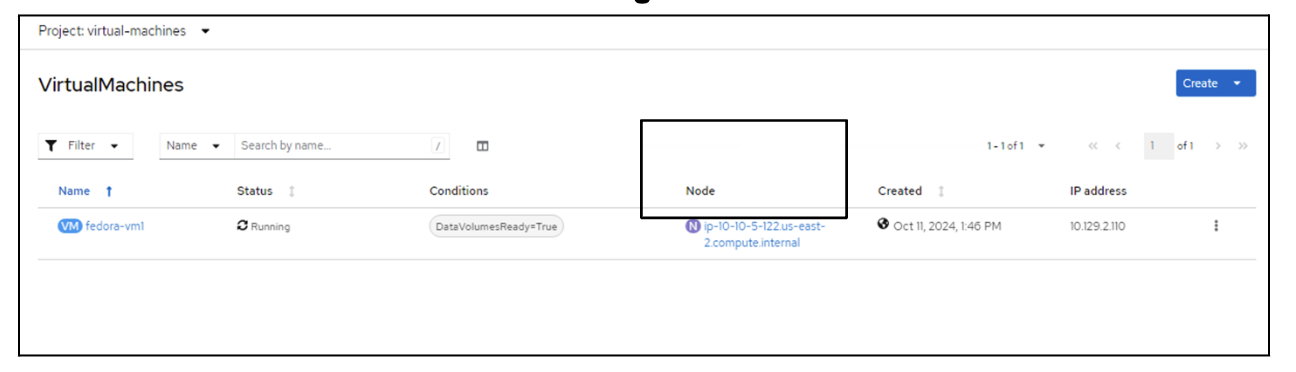 Project: virtual-machines
VirtualMachines
Create
Filter Name Search by name... / 1 - 1 of 1 << < 1 of 1 > >>
Name Status Conditions Node Created IP address
VM fedora-vm1 Running DataVolumesReady=True N ip-10-10-5-122.us-east- Oct 11, 2024, 1:46 PM 10.129.2.110
2.compute.internal